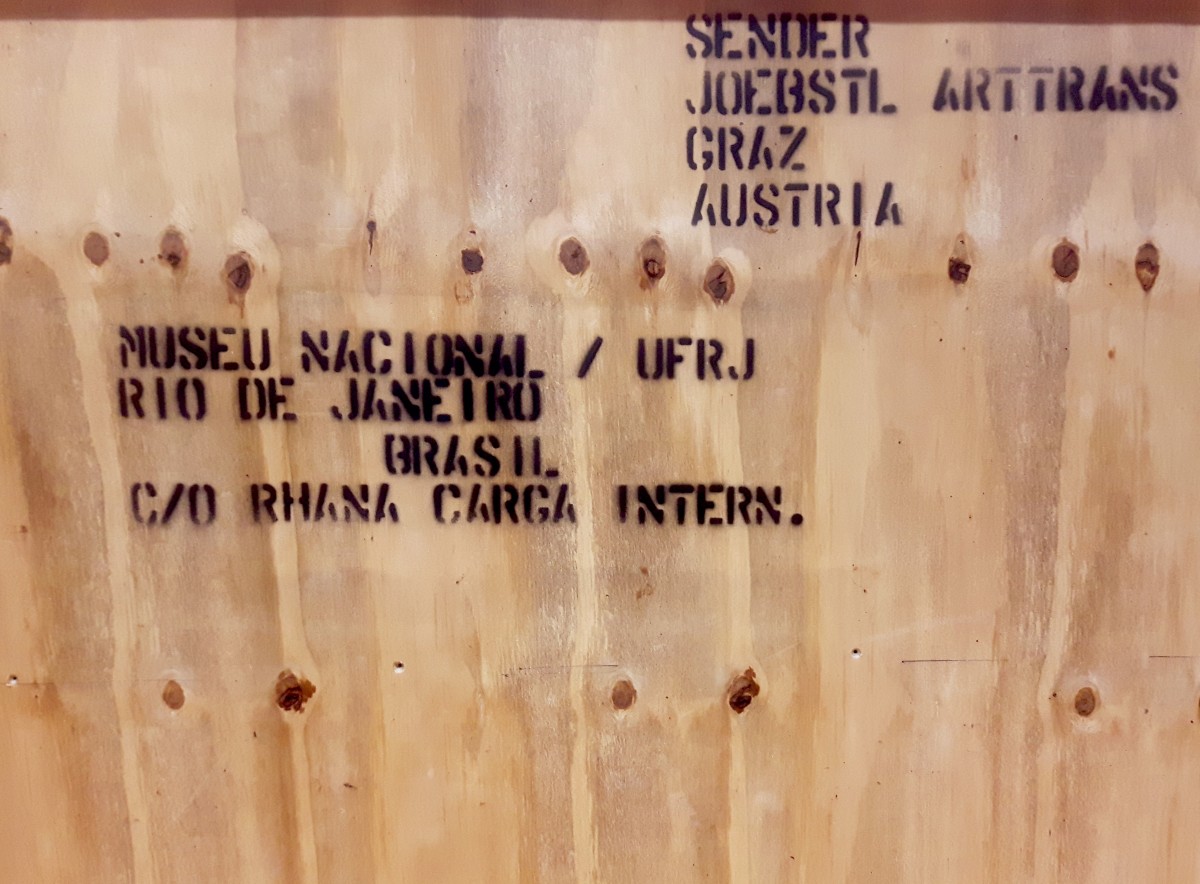 SENDER
JOEBSTL ARTTRANS
GRAZ
AUSTRIA
MUSEU NACIONAL / UFRJ
RIO DE JANEIRO
BRASIL
C/O RHANA CARGA INTERN.